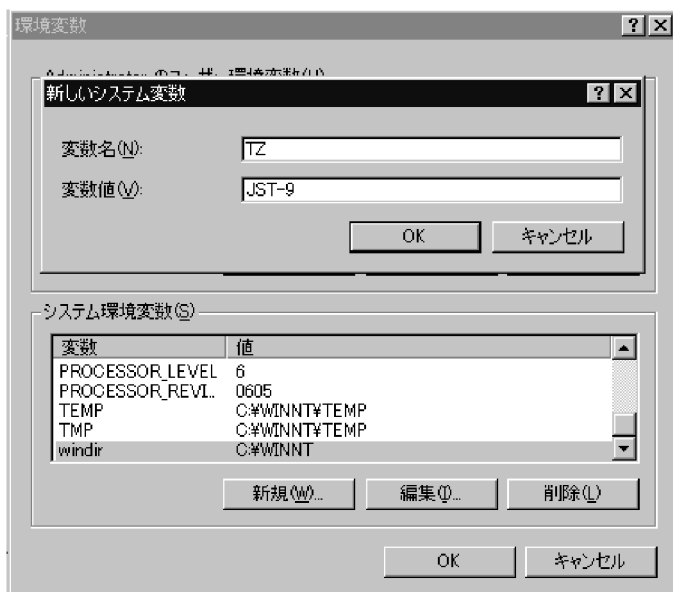 環境変数
新しいシステム変数
変数名(N): TZ
変数値(V): JST-9
OK キャンセル
システム環境変数(S)
変数 値
PROCESSOR_LEVEL 6
PROCESSOR_REVI... 0605
TEMP C:¥WINNT¥TEMP
TMP C:¥WINNT¥TEMP
windir C:¥WINNT
新規(W)... 編集(I)... 削除(L)
OK キャンセル